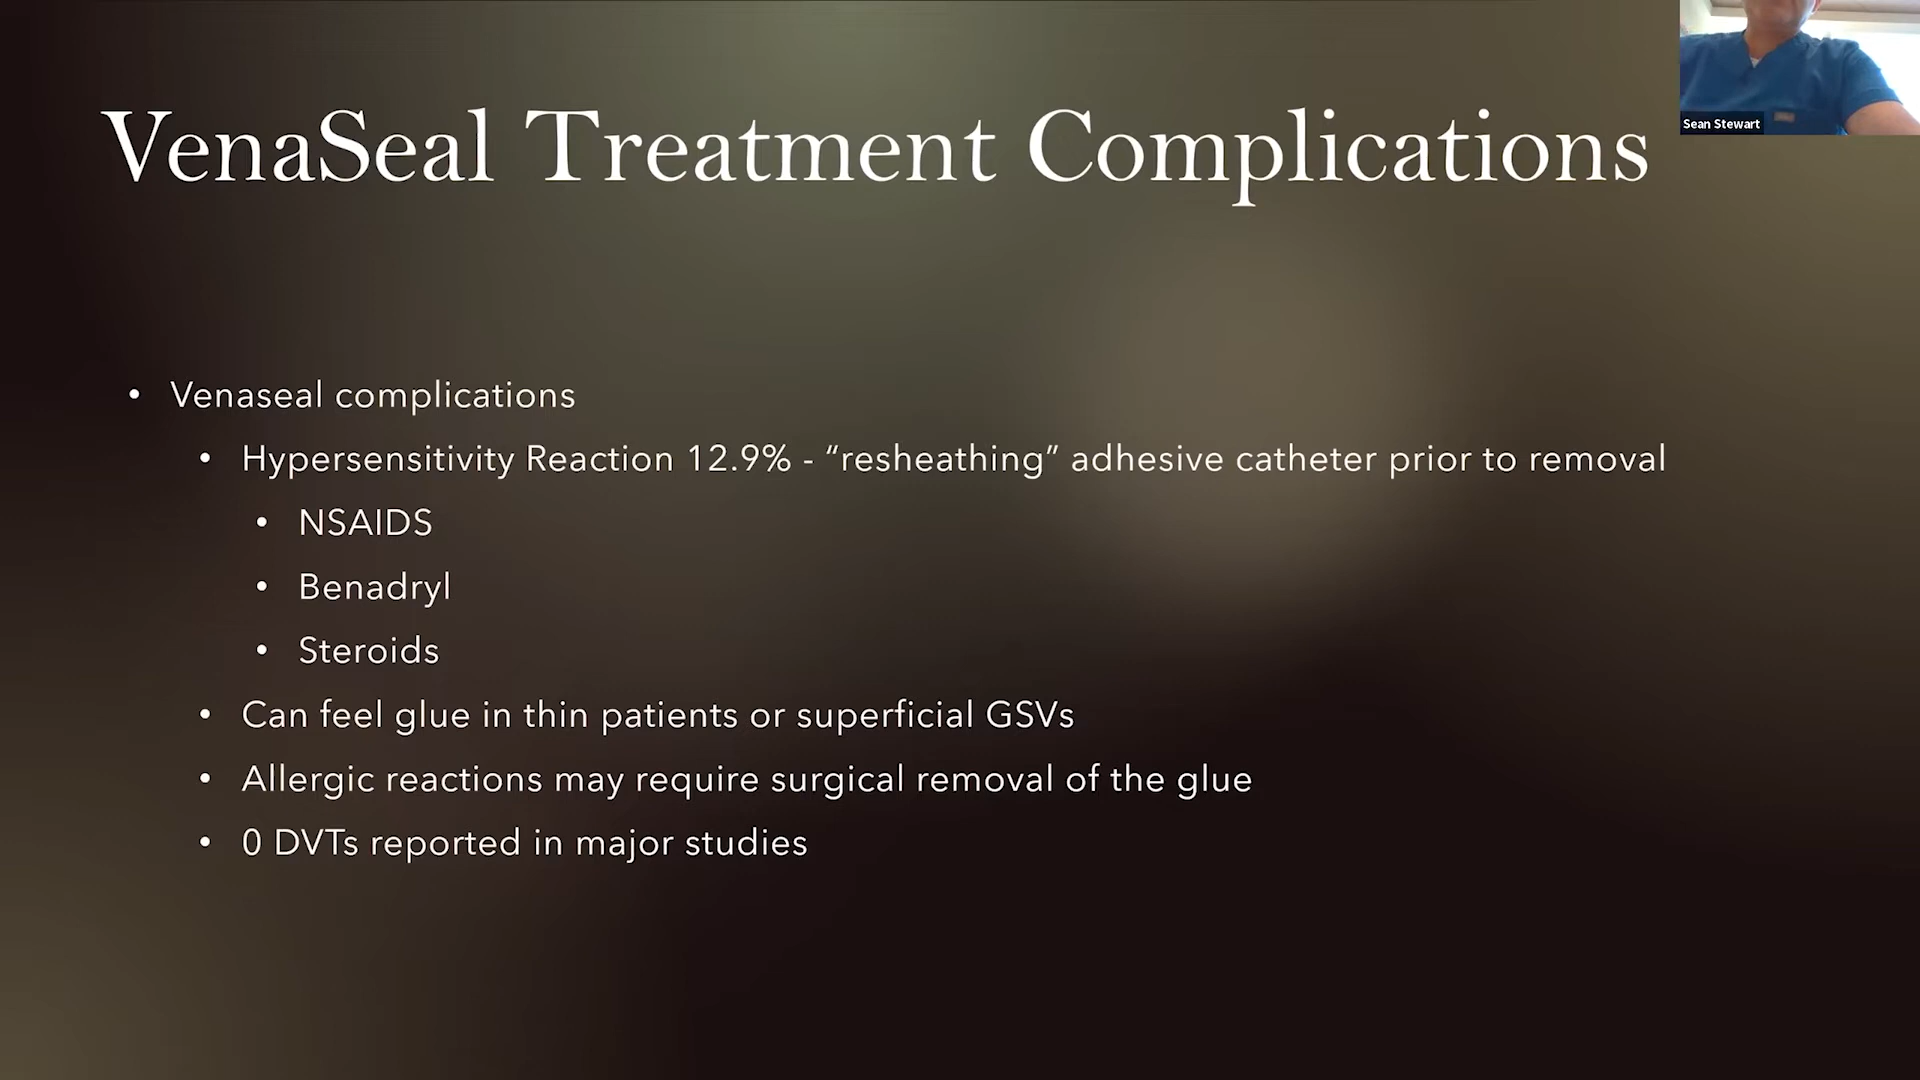 VenaSeal Treatment Complications
Sean Stewart
• Venaseal complications
• Hypersensitivity Reaction 12.9% - “resheathing” adhesive catheter prior to removal
• NSAIDS
• Benadryl
• Steroids
• Can feel glue in thin patients or superficial GSVs
• Allergic reactions may require surgical removal of the glue
• 0 DVTs reported in major studies